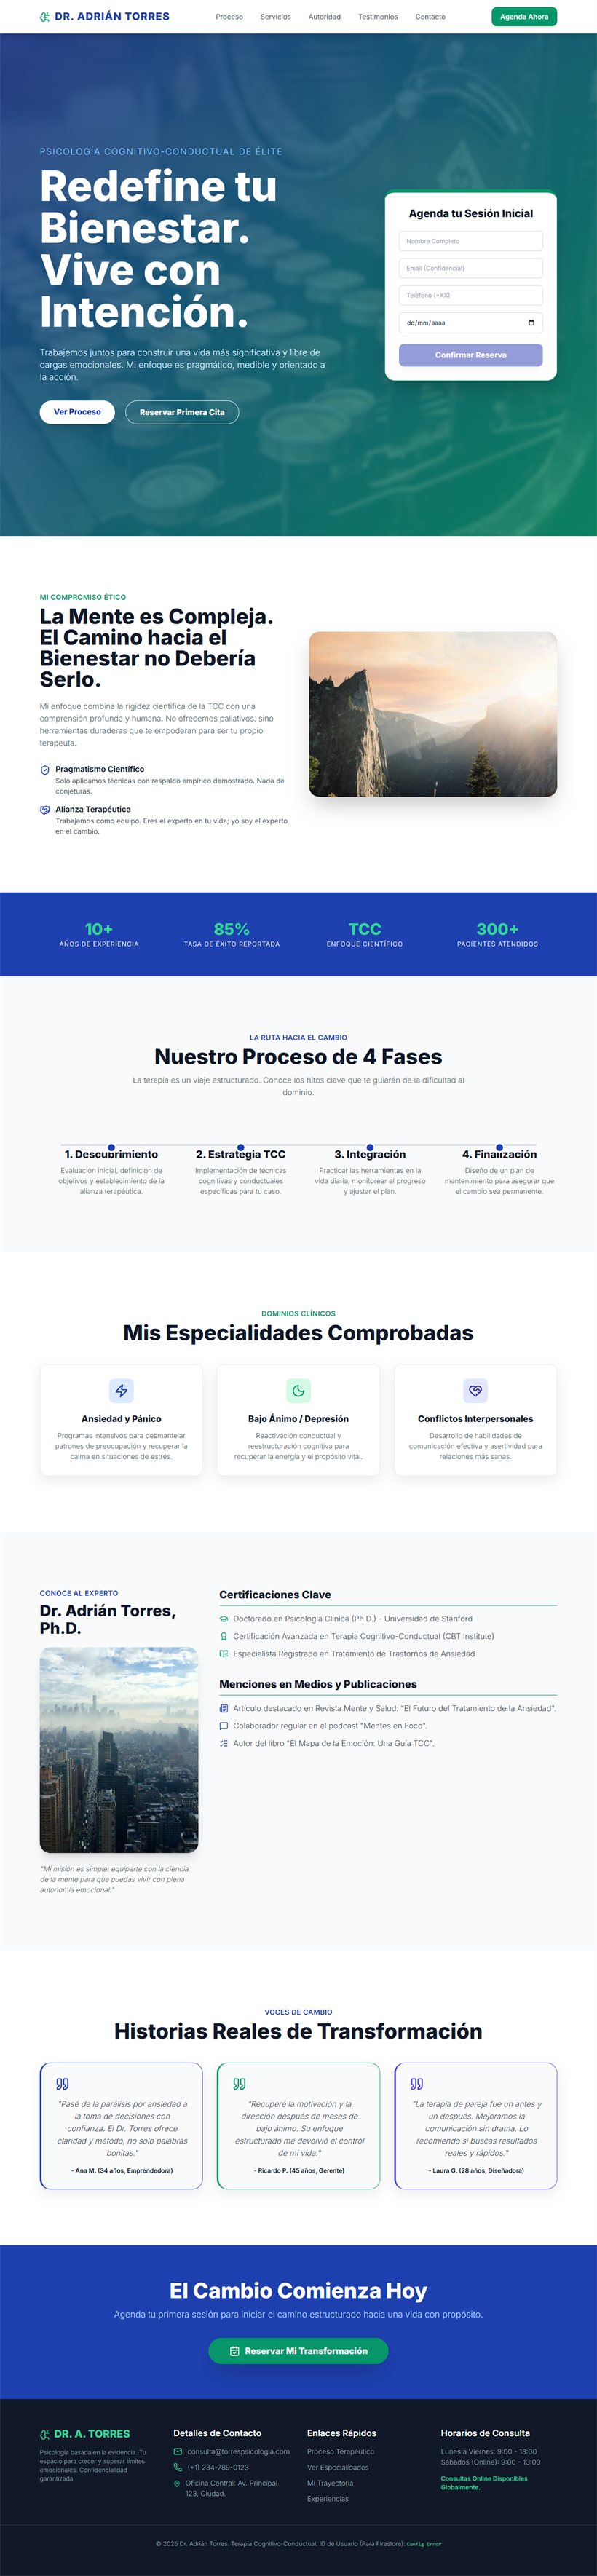 DR. ADRIÁN TORRES
Proceso Servicios Autoridad Testimonios Contacto
Agenda Ahora
PSICOLOGÍA COGNITIVO-CONDUCTUAL DE ÉLITE
Redefine tu
Bienestar.
Vive con
Intención.
Trabajemos juntos para construir una vida más significativa y libre de
cargas emocionales. Mi enfoque es pragmático, medible y orientado a
la acción.
Ver Proceso
Reservar Primera Cita
Agenda tu Sesión Inicial
Nombre Completo
Email (Confidencial)
Teléfono (+XX)
dd/mm/aaaa
Confirmar Reserva
MI COMPROMISO ÉTICO
La Mente es Compleja.
El Camino hacia el
Bienestar no Debería
Serlo.
Mi enfoque combina la rigidez científica de la TCC con una
comprensión profunda y humana. No ofrecemos paliativos, sino
herramientas duraderas que te empoderan para ser tu propio
terapeuta.
Pragmatismo Científico
Solo aplicamos técnicas con respaldo empírico demostrado. Nada de
conjeturas.
Alianza Terapéutica
Trabajamos como equipo. Eres el experto en tu vida; yo soy el experto
en el cambio.
10+
AÑOS DE EXPERIENCIA
85%
TASA DE ÉXITO REPORTADA
TCC
ENFOQUE CIENTÍFICO
300+
PACIENTES ATENDIDOS
LA RUTA HACIA EL CAMBIO
Nuestro Proceso de 4 Fases
La terapia es un viaje estructurado. Conoce los hitos clave que te guiarán de la dificultad al
dominio.
1. Descubrimiento
Evaluación inicial, definición de
objetivos y establecimiento de la
alianza terapéutica.
2. Estrategia TCC
Implementación de técnicas
cognitivas y conductuales
específicas para tu caso.
3. Integración
Practicar las herramientas en la
vida diaria, monitorear el progreso
y ajustar el plan.
4. Finalización
Diseño de un plan de
mantenimiento para asegurar que
el cambio sea permanente.
DOMINIOS CLÍNICOS
Mis Especialidades Comprobadas
Ansiedad y Pánico
Programas intensivos para desmantelar
patrones de preocupación y recuperar la
calma en situaciones de estrés.
Bajo Ánimo / Depresión
Reactivación conductual y
reestructuración cognitiva para
recuperar la energía y el propósito vital.
Conflictos Interpersonales
Desarrollo de habilidades de
comunicación efectiva y asertividad para
relaciones más sanas.
CONOCE AL EXPERTO
Dr. Adrián Torres,
Ph.D.
"Mi misión es simple: equiparte con la ciencia
de la mente para que puedas vivir con plena
autonomía emocional."
Certificaciones Clave
Doctorado en Psicología Clínica (Ph.D.) - Universidad de Stanford
Certificación Avanzada en Terapia Cognitivo-Conductual (CBT Institute)
Especialista Registrado en Tratamiento de Trastornos de Ansiedad
Menciones en Medios y Publicaciones
Artículo destacado en Revista Mente y Salud: "El Futuro del Tratamiento de la Ansiedad".
Colaborador regular en el podcast "Mentes en Foco".
Autor del libro "El Mapa de la Emoción: Una Guía TCC".
VOCES DE CAMBIO
Historias Reales de Transformación
"Pasé de la parálisis por ansiedad a
la toma de decisiones con
confianza. El Dr. Torres ofrece
claridad y método, no solo palabras
bonitas."
- Ana M. (34 años, Emprendedora)
"Recuperé la motivación y la
dirección después de meses de
bajo ánimo. Su enfoque
estructurado me devolvió el control
de mi vida."
- Ricardo P. (45 años, Gerente)
"La terapia de pareja fue un antes y
un después. Mejoramos la
comunicación sin drama. Lo
recomiendo si buscas resultados
reales y rápidos."
- Laura G. (28 años, Diseñadora)
El Cambio Comienza Hoy
Agenda tu primera sesión para iniciar el camino estructurado hacia una vida con propósito.
Reservar Mi Transformación
DR. A. TORRES
Psicología basada en la evidencia. Tu
espacio para crecer y superar límites
emocionales. Confidencialidad
garantizada.
Detalles de Contacto
consulta@torrespsicologia.com
(+1) 234-789-0123
Oficina Central: Av. Principal
123, Ciudad.
Enlaces Rápidos
Proceso Terapéutico
Ver Especialidades
Mi Trayectoria
Experiencias
Horarios de Consulta
Lunes a Viernes: 9:00 - 18:00
Sábados (Online): 9:00 - 13:00
Consultas Online Disponibles
Globalmente.
© 2025 Dr. Adrián Torres. Terapia Cognitivo-Conductual. ID de Usuario (Para Firestore): Config Error